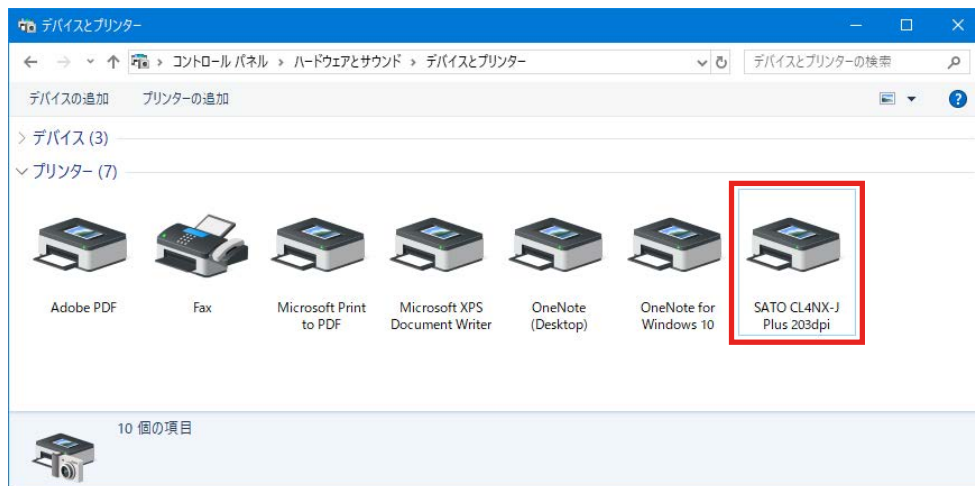 デバイスとプリンター
コントロール パネル > ハードウェアとサウンド > デバイスとプリンター
デバイスとプリンターの検索
デバイスの追加 プリンターの追加
デバイス (3)
プリンター (7)
Adobe PDF
Fax
Microsoft Print
to PDF
Microsoft XPS
Document Writer
OneNote
(Desktop)
OneNote for
Windows 10
SATO CL4NX-J
Plus 203dpi
10 個の項目